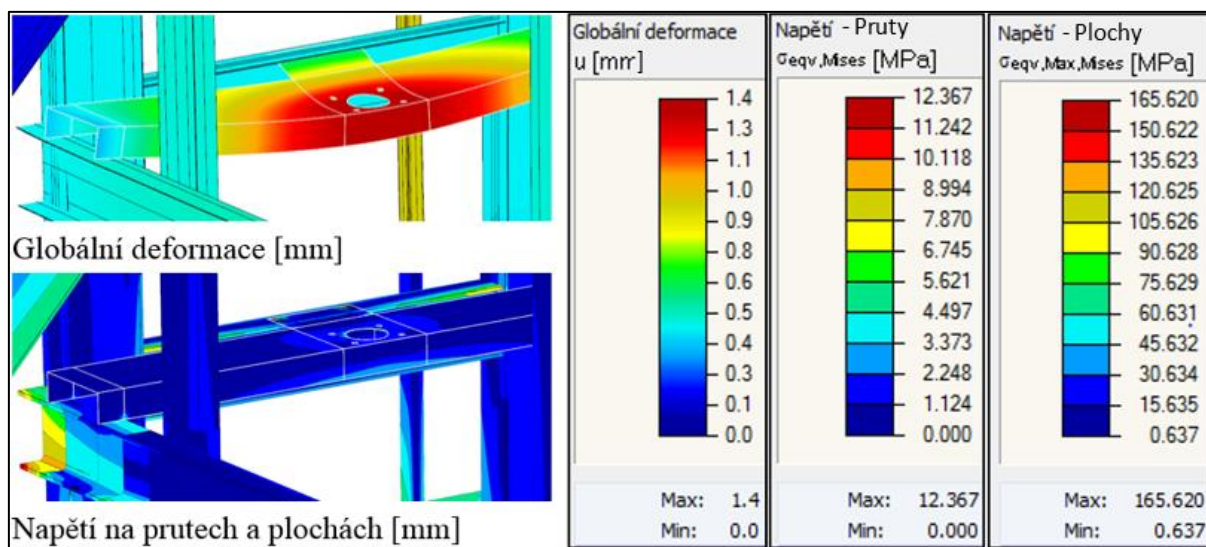 Globální deformace [mm]
Napětí na prutech a plochách [mm]
Globální deformace
u [mm]
1.4
1.3
1.1
1.0
0.9
0.8
0.7
0.5
0.4
0.3
0.1
0.0
Max: 1.4
Min: 0.0
Napětí - Pruty
σeqv,Mises [MPa]
12.367
11.242
10.118
8.994
7.870
6.745
5.621
4.497
3.373
2.248
1.124
0.000
Max: 12.367
Min: 0.000
Napětí - Plochy
σeqv,Max,Mises [MPa]
165.620
150.622
135.623
120.625
105.626
90.628
75.629
60.631
45.632
30.634
15.635
0.637
Max: 165.620
Min: 0.637